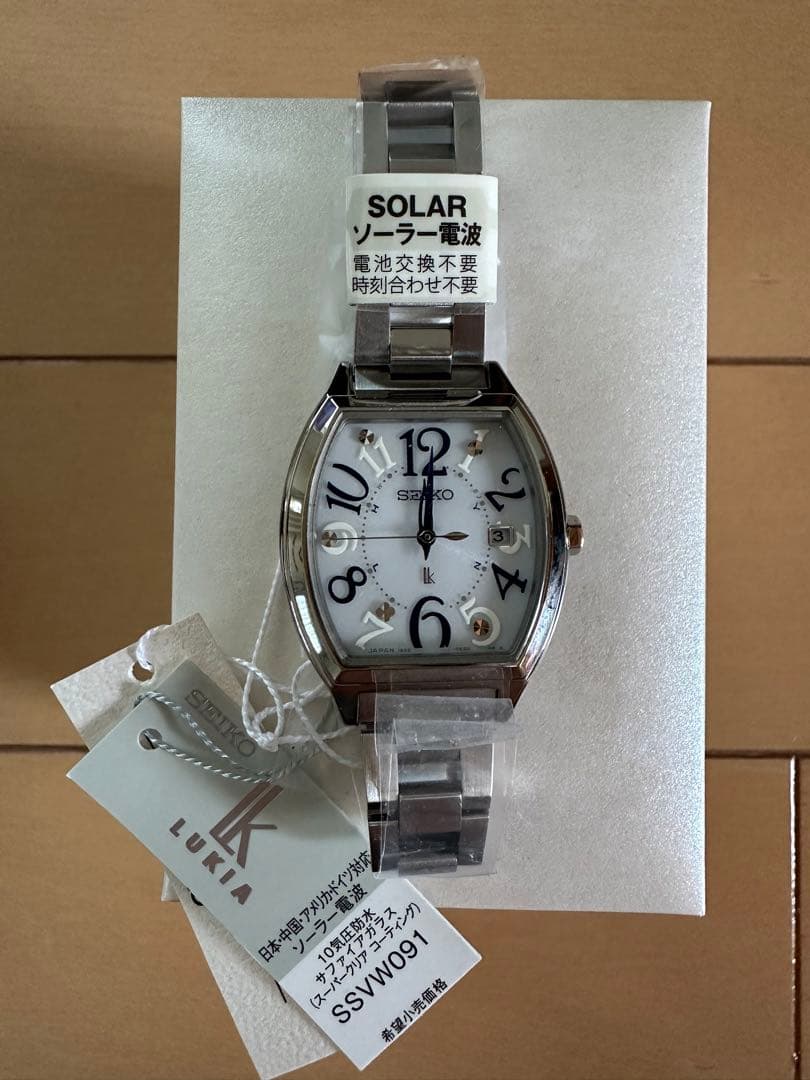 SOLAR
ソーラー電波
電池交換不要
時刻合わせ不要
12
1
2
3
4
5
6
7
8
9
10
11
SEIKO
3
H
Y
L
N
LK
JAPAN
SEIKO
LK
LUKIA
日本・中国・アメリカ・ドイツ対応
ソーラー電波
10気圧防水
サファイアガラス
(スーパークリア コーティング)
SSVW091
希望小売価格